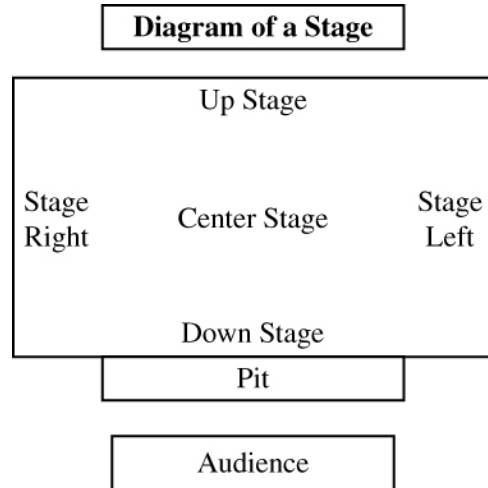 Diagram of a Stage
Up Stage
Stage
Right
Center Stage
Stage
Left
Down Stage
Pit
Audience